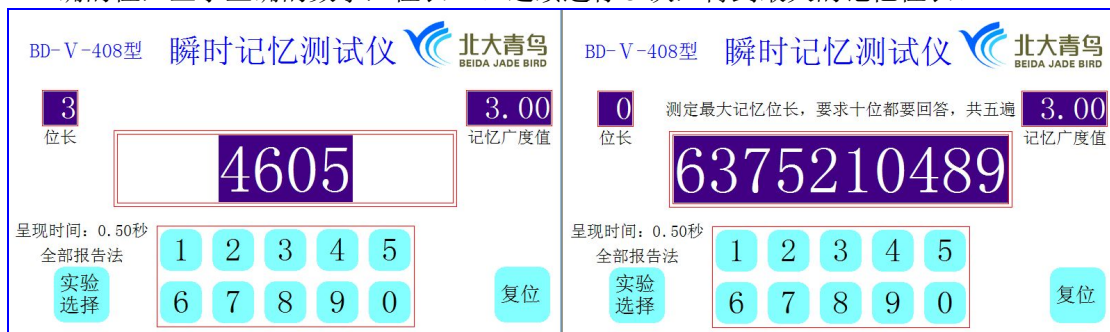 BD-Ⅴ-408型 瞬时记忆测试仪 北大青鸟
BEIDA JADE BIRD
3
位长
3.00
记忆广度值
4605
呈现时间：0.50秒
全部报告法
实验
选择
1 2 3 4 5
6 7 8 9 0
复位
BD-Ⅴ-408型 瞬时记忆测试仪 北大青鸟
BEIDA JADE BIRD
0
位长
测定最大记忆位长，要求十位都要回答，共五遍
3.00
记忆广度值
6375210489
呈现时间：0.50秒
全部报告法
实验
选择
1 2 3 4 5
6 7 8 9 0
复位